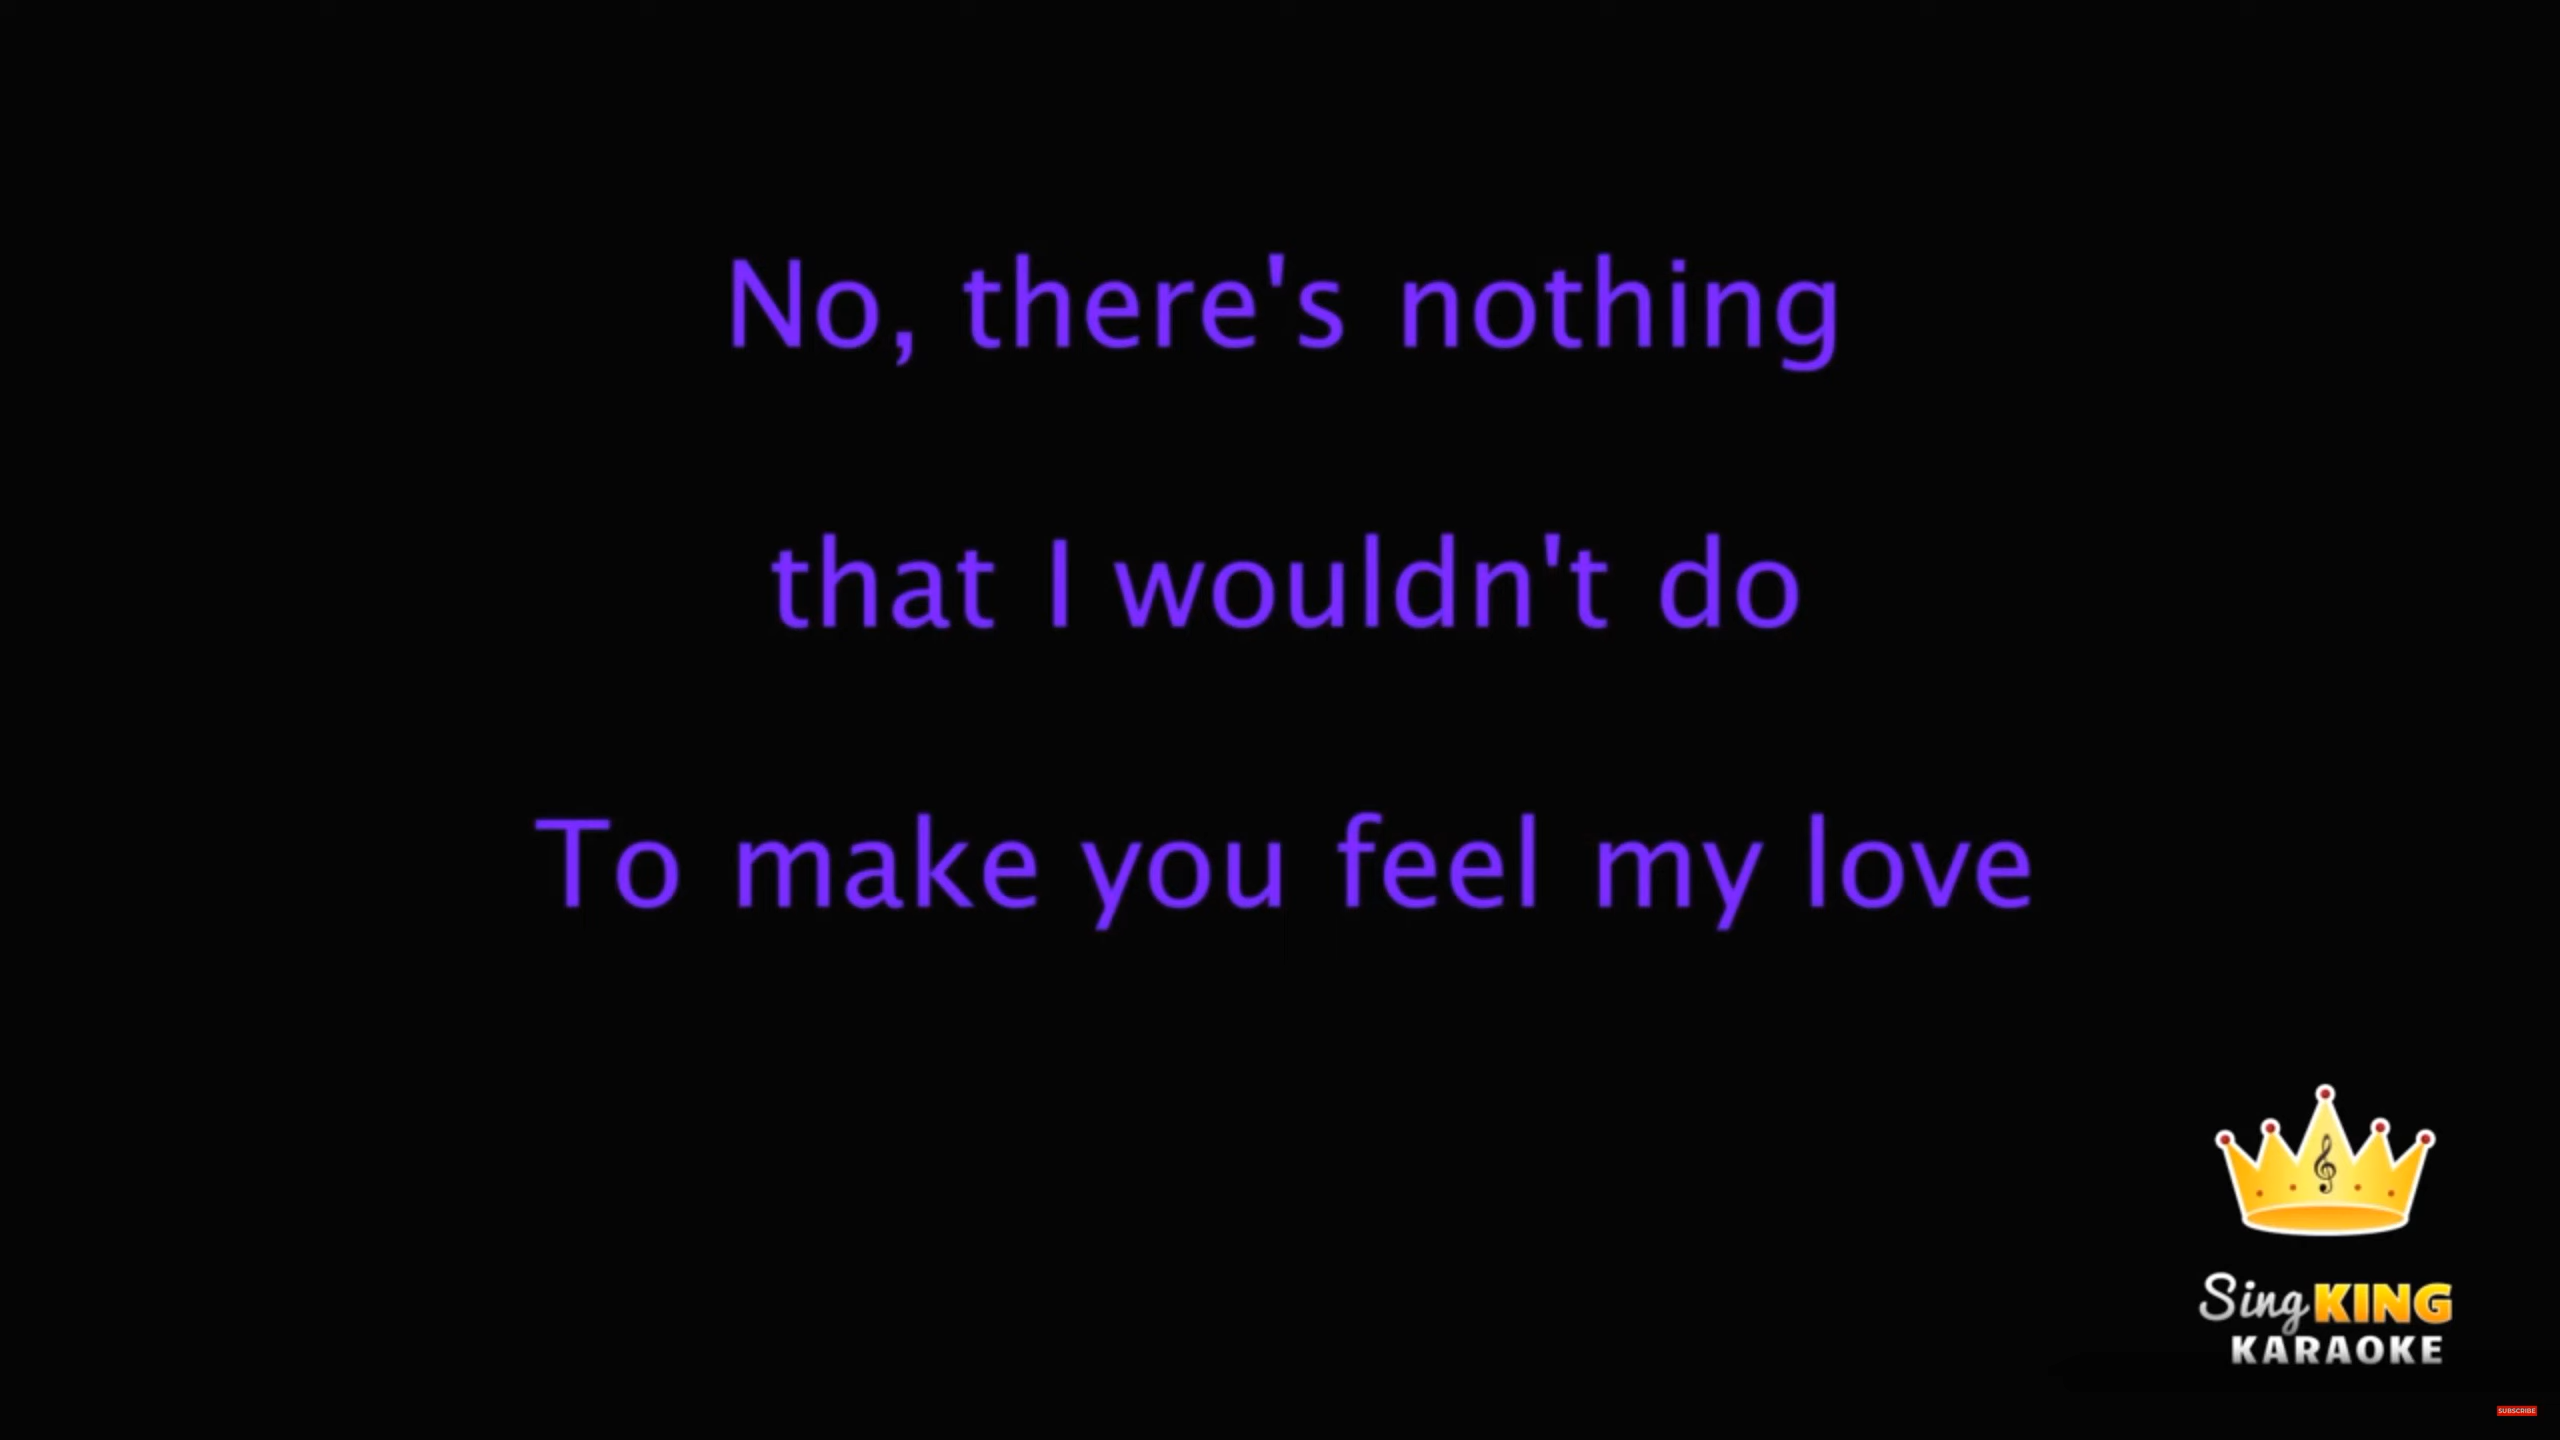 No, there's nothing
that I wouldn't do
To make you feel my love
Sing KING
KARAOKE
SUBSCRIBE